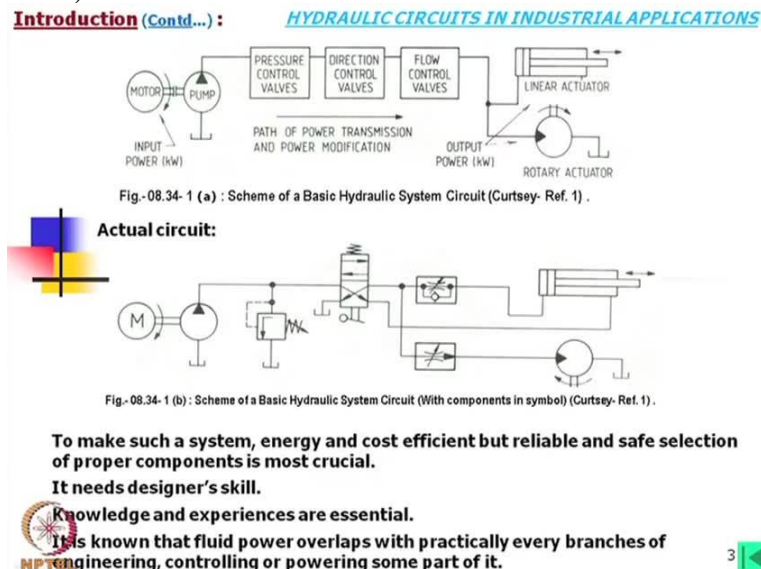 Introduction (Contd...) :
HYDRAULIC CIRCUITS IN INDUSTRIAL APPLICATIONS
MOTOR
PUMP
PRESSURE
CONTROL
VALVES
DIRECTION
CONTROL
VALVES
FLOW
CONTROL
VALVES
LINEAR ACTUATOR
INPUT
POWER (kW)
PATH OF POWER TRANSMISSION
AND POWER MODIFICATION
OUTPUT
POWER (kW)
ROTARY ACTUATOR
Fig.-08.34- 1 (a) : Scheme of a Basic Hydraulic System Circuit (Curtsey- Ref. 1) .
Actual circuit:
M
Fig.-08.34- 1 (b) : Scheme of a Basic Hydraulic System Circuit (With components in symbol) (Curtsey- Ref. 1) .
To make such a system, energy and cost efficient but reliable and safe selection
of proper components is most crucial.
It needs designer's skill.
Knowledge and experiences are essential.
It is known that fluid power overlaps with practically every branches of
engineering, controlling or powering some part of it.
3
NPTEL